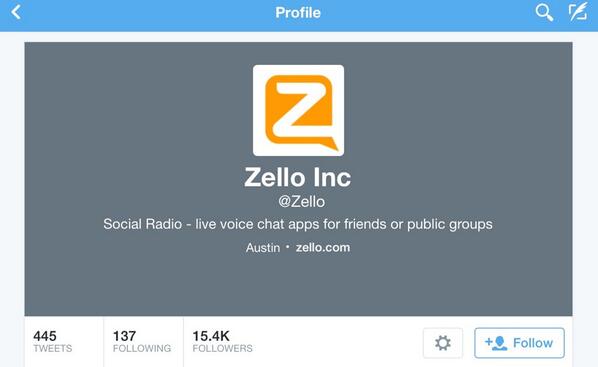 Profile
Z
Zello Inc
@Zello
Social Radio - live voice chat apps for friends or public groups
Austin • zello.com
445 137 15.4K
TWEETS FOLLOWING FOLLOWERS
Follow